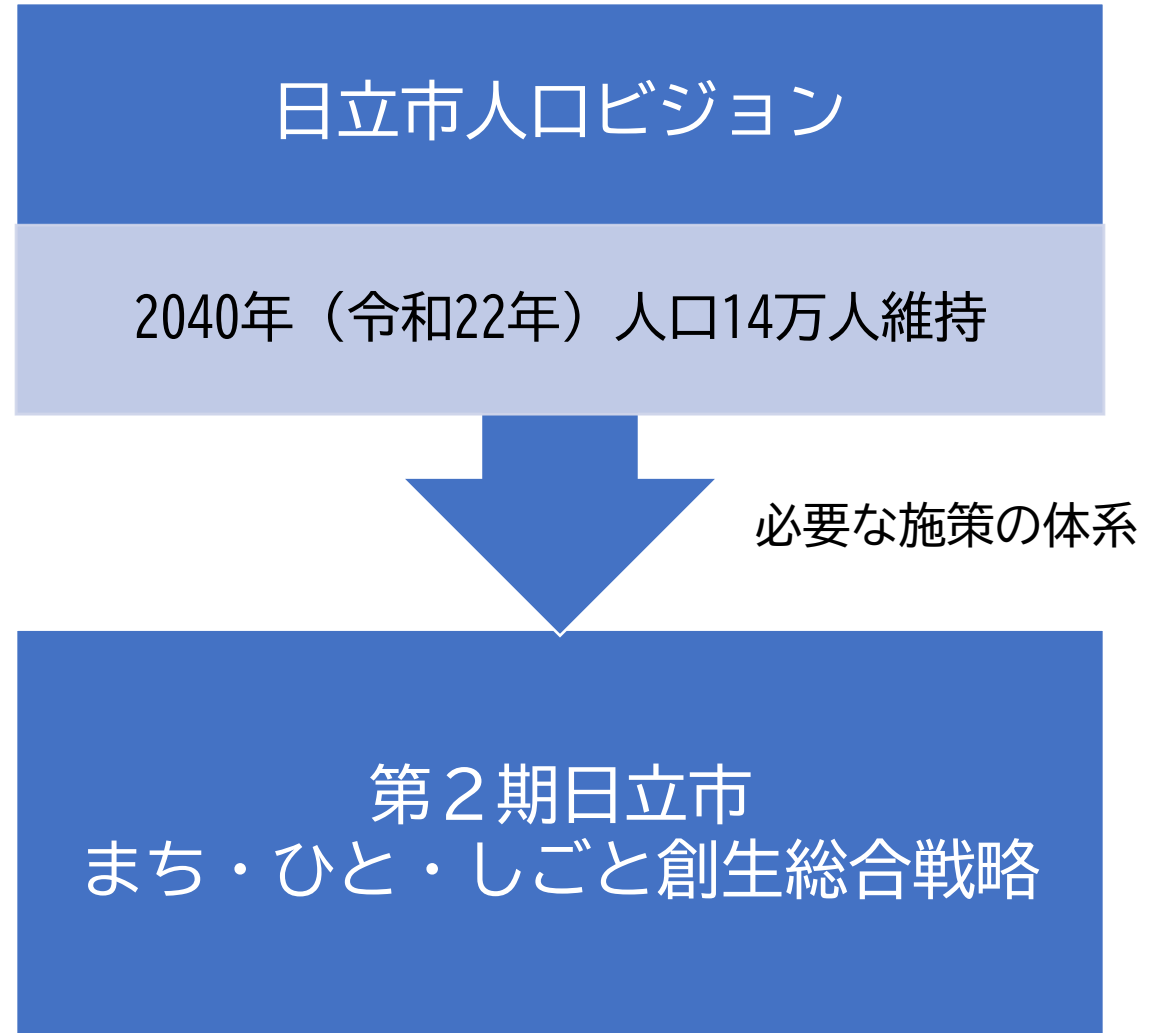 日立市人口ビジョン
2040年（令和22年）人口14万人維持
必要な施策の体系
第２期日立市
まち・ひと・しごと創生総合戦略